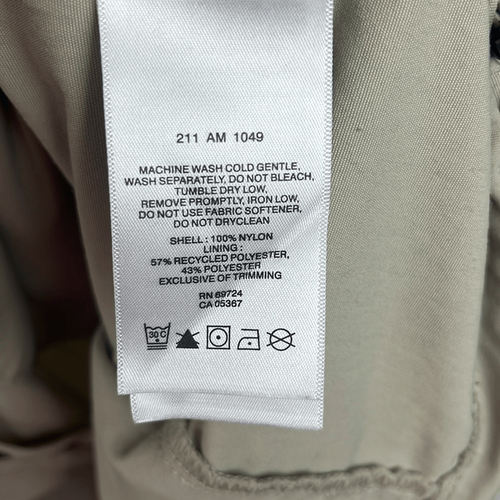 211 AM 1049
MACHINE WASH COLD GENTLE,
WASH SEPARATELY, DO NOT BLEACH,
TUMBLE DRY LOW,
REMOVE PROMPTLY, IRON LOW,
DO NOT USE FABRIC SOFTENER,
DO NOT DRYCLEAN
SHELL : 100% NYLON
LINING :
57% RECYCLED POLYESTER,
43% POLYESTER
EXCLUSIVE OF TRIMMING
RN 69724
CA 05367
30 C